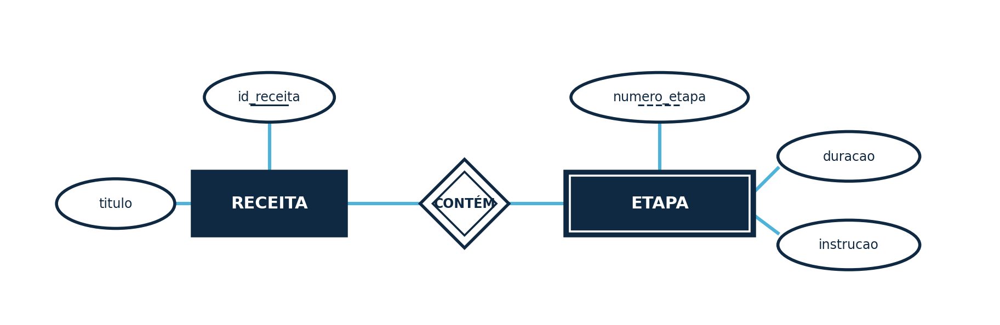 id_receita
numero_etapa
duracao
titulo
RECEITA
CONTÉM
ETAPA
instrucao